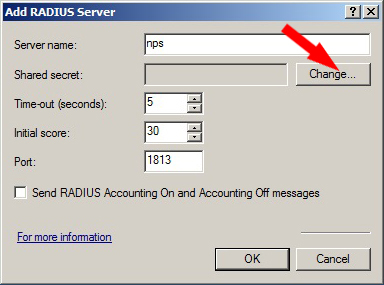 Add RADIUS Server
Server name: nps
Shared secret: Change...
Time-out (seconds): 5
Initial score: 30
Port: 1813
Send RADIUS Accounting On and Accounting Off messages
For more information
OK Cancel